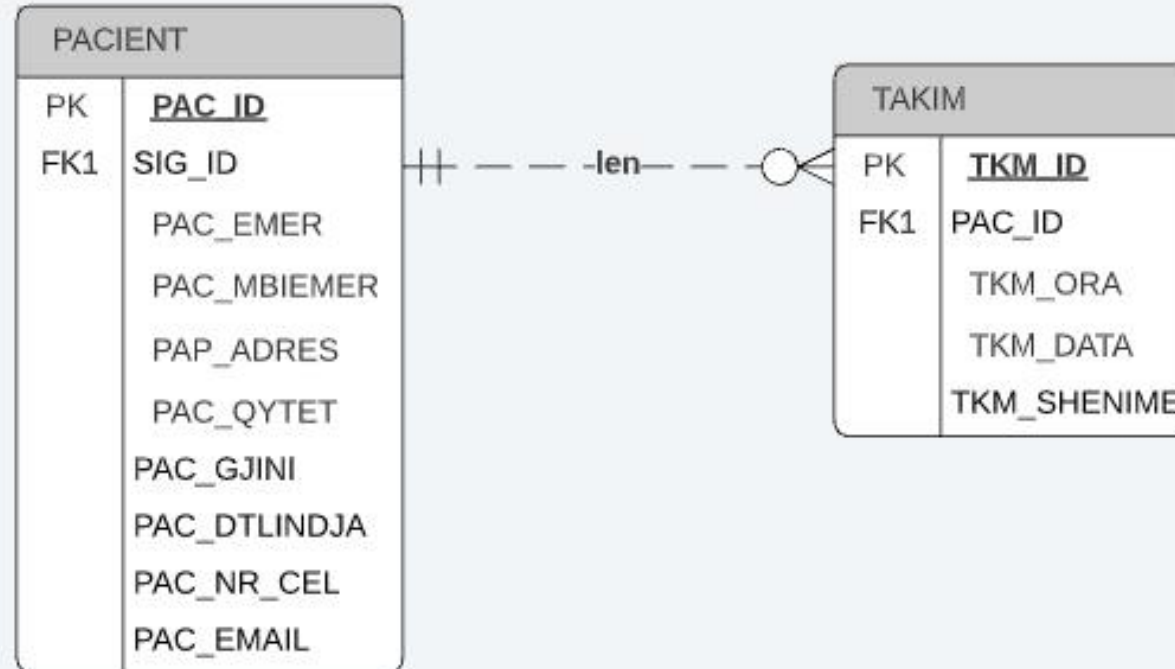 PACIENT
PK PAC_ID
FK1 SIG_ID
PAC_EMER
PAC_MBIEMER
PAP_ADRES
PAC_QYTET
PAC_GJINI
PAC_DTLINDJA
PAC_NR_CEL
PAC_EMAIL
len
TAKIM
PK TKM_ID
FK1 PAC_ID
TKM_ORA
TKM_DATA
TKM_SHENIME